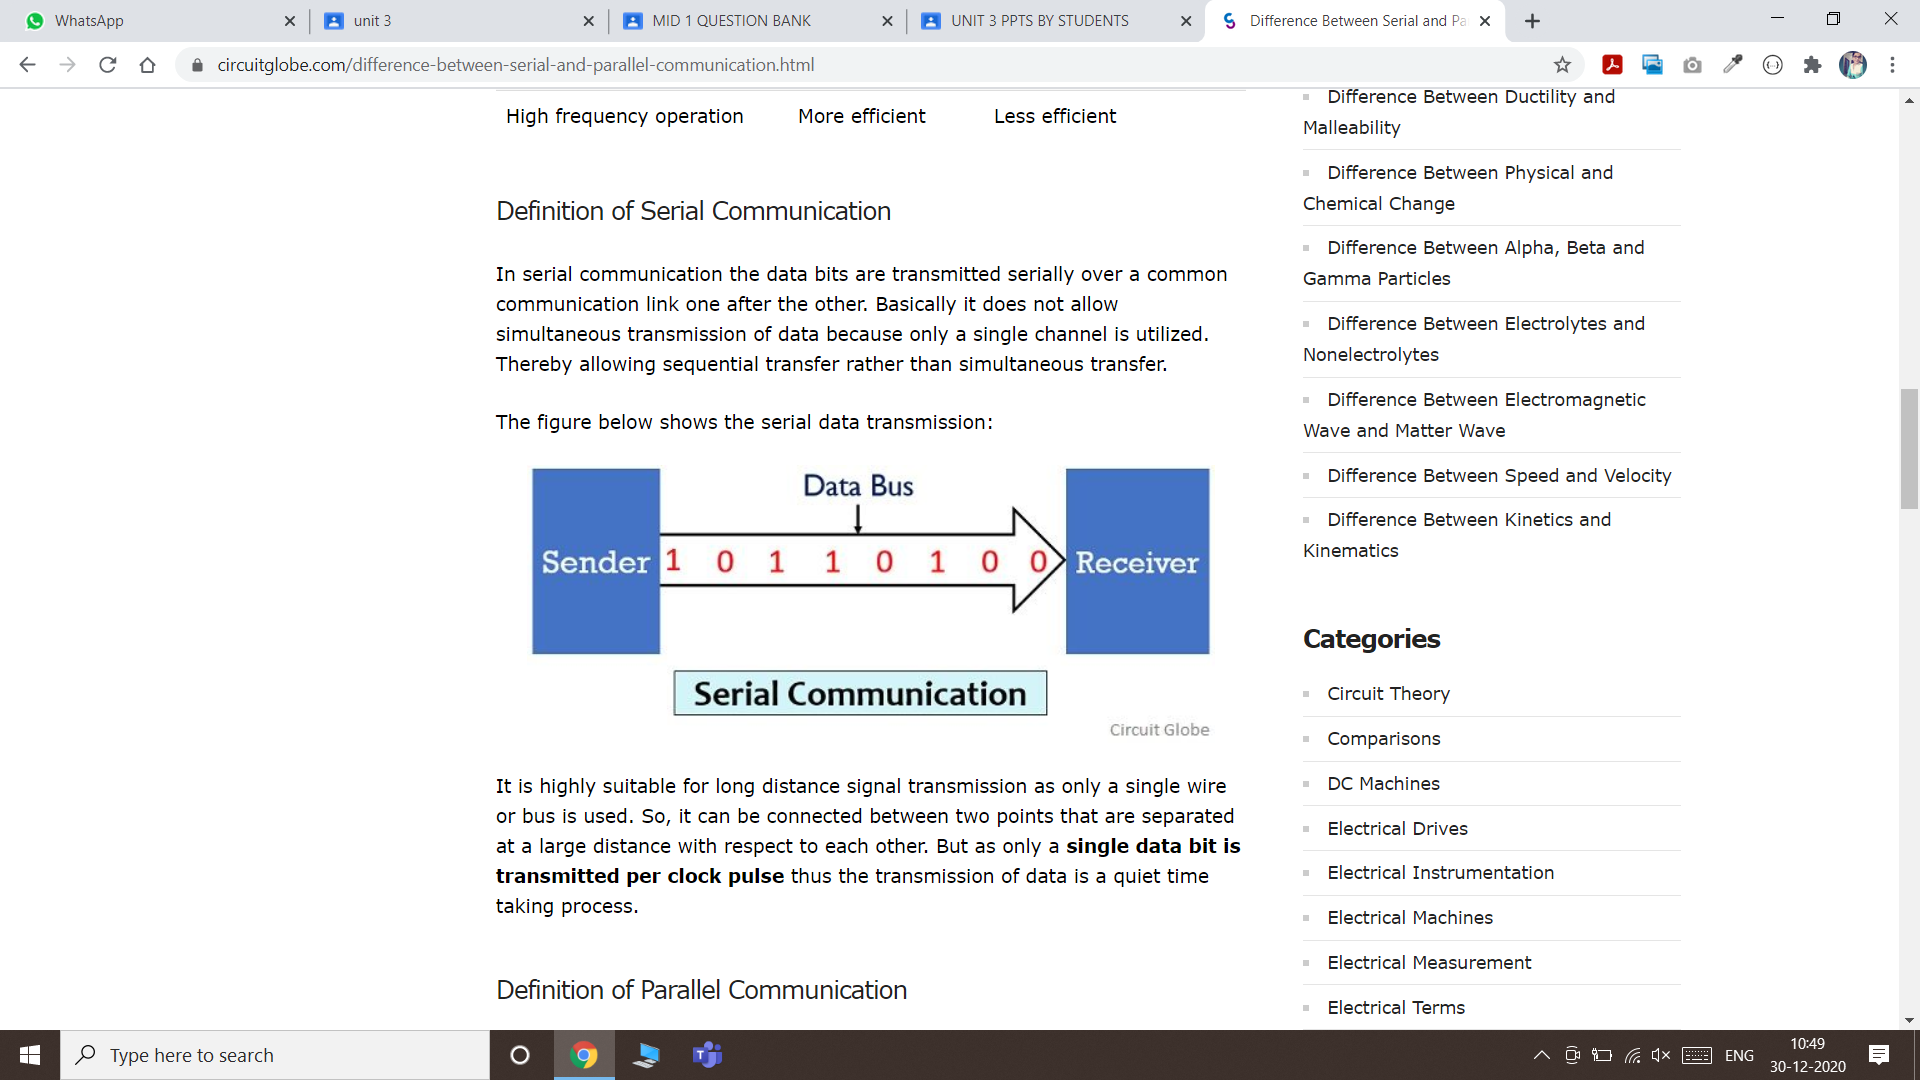 WhatsApp
unit 3
MID 1 QUESTION BANK
UNIT 3 PPTS BY STUDENTS
Difference Between Serial and Pa
circuitglobe.com/difference-between-serial-and-parallel-communication.html
High frequency operation More efficient Less efficient
Definition of Serial Communication
In serial communication the data bits are transmitted serially over a common
communication link one after the other. Basically it does not allow
simultaneous transmission of data because only a single channel is utilized.
Thereby allowing sequential transfer rather than simultaneous transfer.
The figure below shows the serial data transmission:
Data Bus
Sender 1 0 1 1 0 1 0 0 Receiver
Serial Communication
Circuit Globe
It is highly suitable for long distance signal transmission as only a single wire
or bus is used. So, it can be connected between two points that are separated
at a large distance with respect to each other. But as only a single data bit is
transmitted per clock pulse thus the transmission of data is a quiet time
taking process.
Definition of Parallel Communication
Difference Between Ductility and
Malleability
Difference Between Physical and
Chemical Change
Difference Between Alpha, Beta and
Gamma Particles
Difference Between Electrolytes and
Nonelectrolytes
Difference Between Electromagnetic
Wave and Matter Wave
Difference Between Speed and Velocity
Difference Between Kinetics and
Kinematics
Categories
Circuit Theory
Comparisons
DC Machines
Electrical Drives
Electrical Instrumentation
Electrical Machines
Electrical Measurement
Electrical Terms
Type here to search
ENG
10:49
30-12-2020